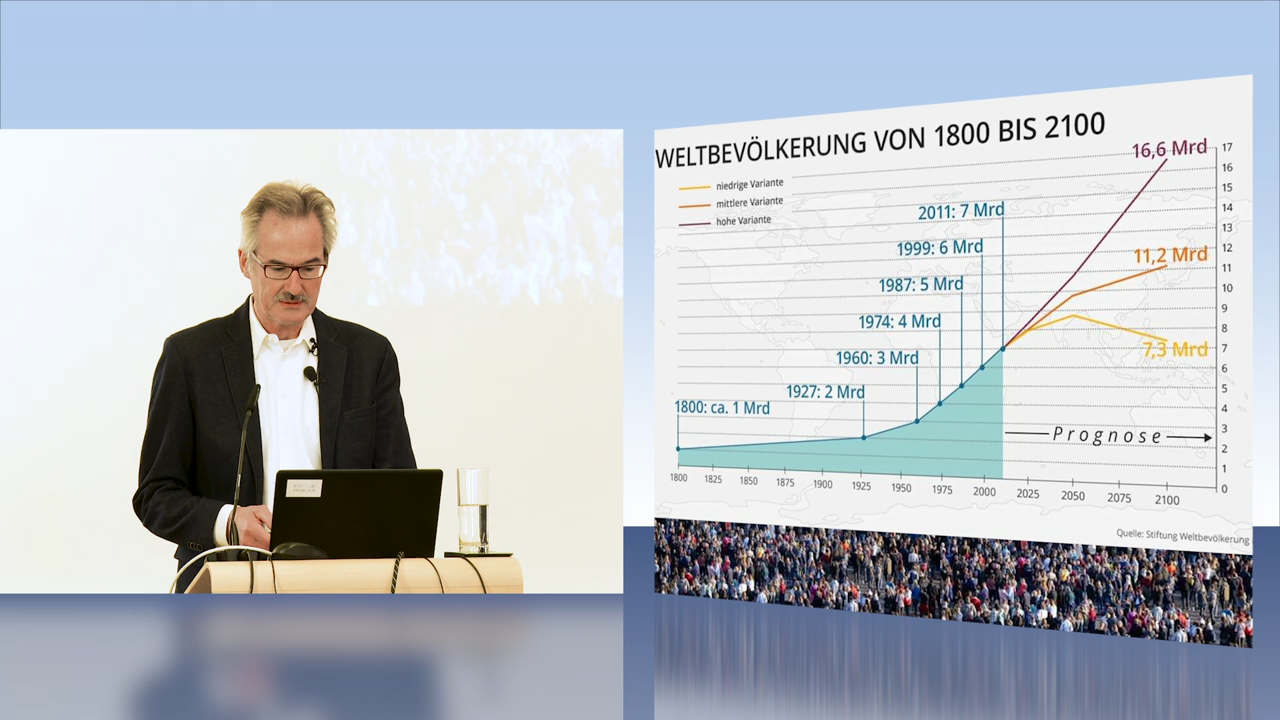 WELTBEVÖLKERUNG VON 1800 BIS 2100
niedrige Variante
mittlere Variante
hohe Variante
16,6 Mrd
11,2 Mrd
7,3 Mrd
2011: 7 Mrd
1999: 6 Mrd
1987: 5 Mrd
1974: 4 Mrd
1960: 3 Mrd
1927: 2 Mrd
1800: ca. 1 Mrd
Prognose
17
16
15
14
13
12
11
10
9
8
7
6
5
4
3
2
1
0
1800 1825 1850 1875 1900 1925 1950 1975 2000 2025 2050 2075 2100
Quelle: Stiftung Weltbevölkerung